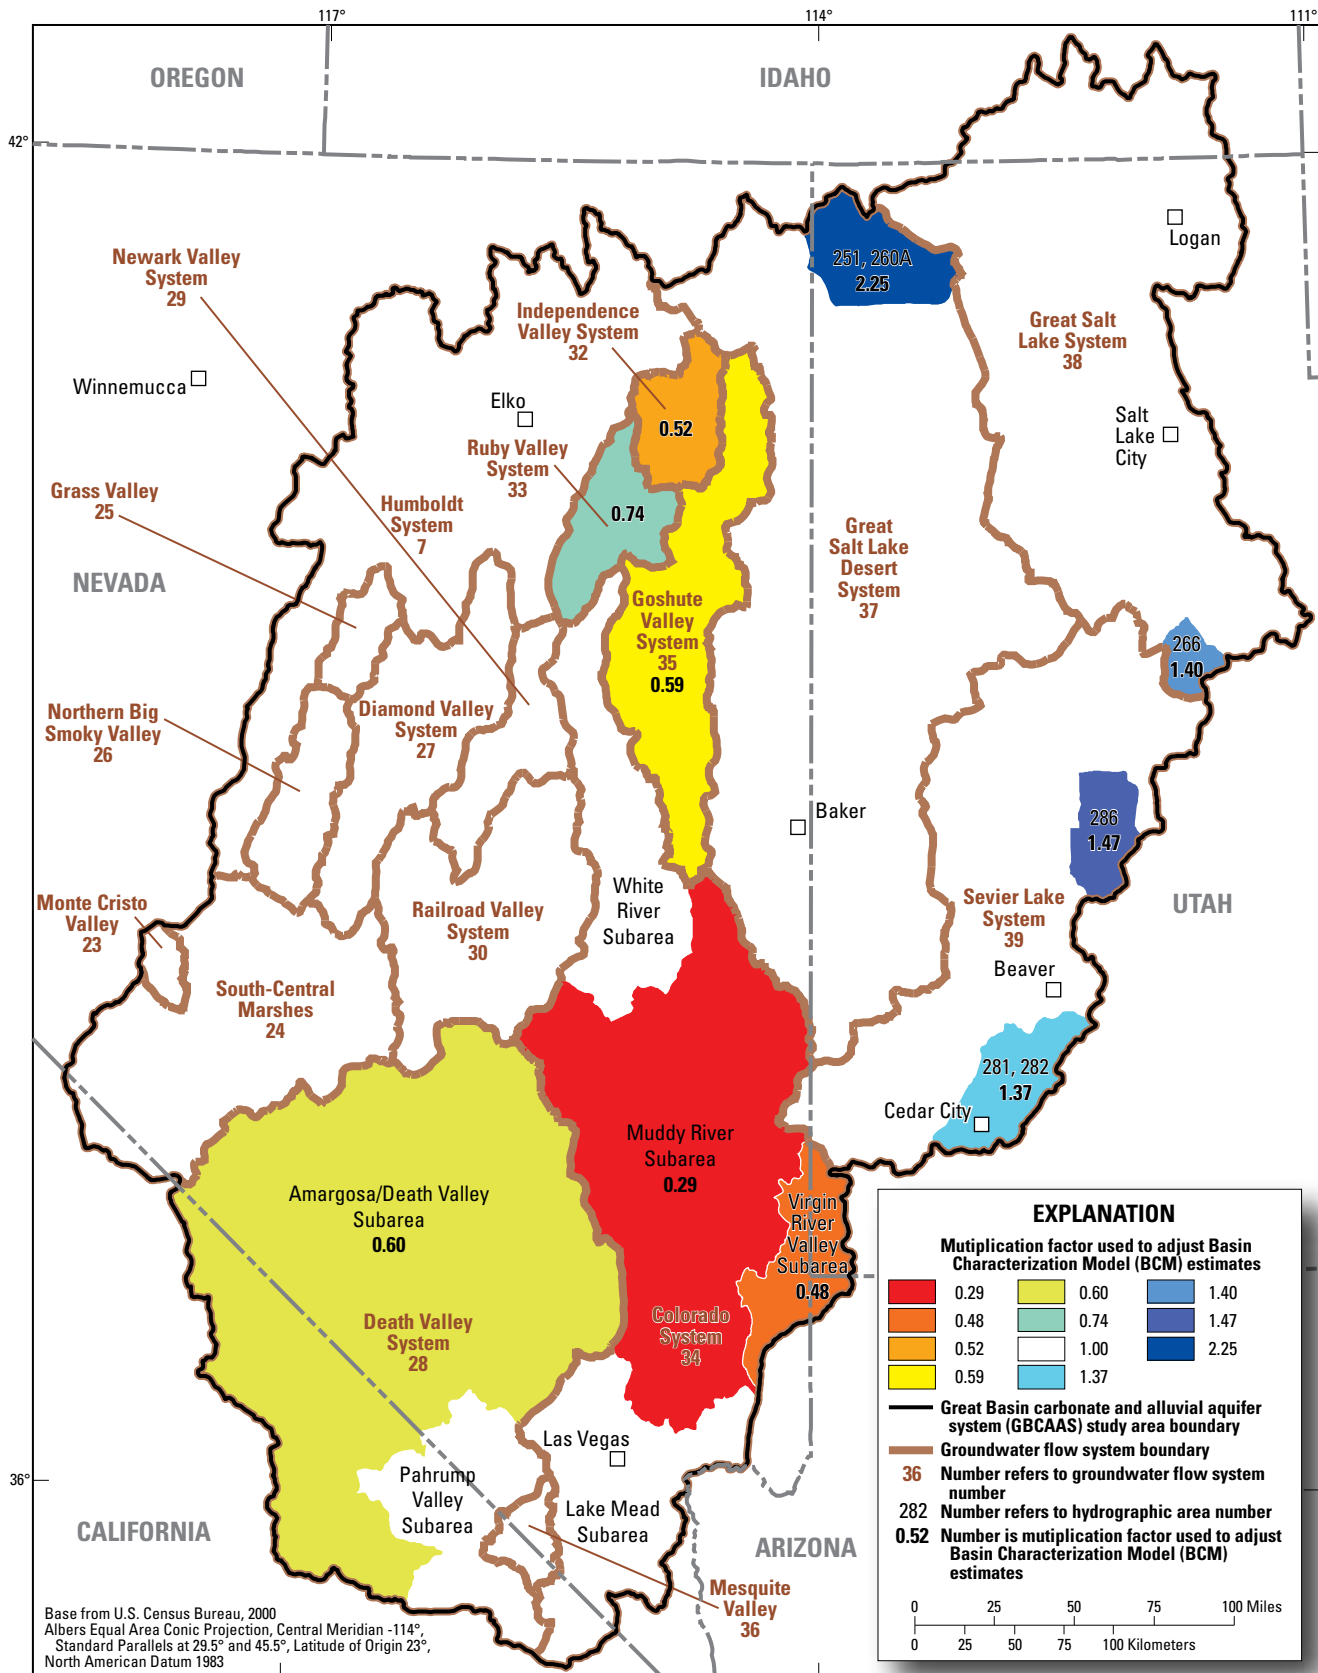 117°
114°
111°
OREGON
IDAHO
42°
Logan
251, 260A
2.25
Newark Valley
System
29
Independence
Valley System
32
Great Salt
Lake System
38
Winnemucca
Elko
0.52
Salt
Lake
City
Ruby Valley
System
33
Grass Valley
25
Humboldt
System
7
0.74
Great
Salt Lake
Desert
System
37
NEVADA
Goshute
Valley
System
35
0.59
266
1.40
Northern Big
Smoky Valley
26
Diamond Valley
System
27
Baker
286
1.47
White
River
Subarea
Monte Cristo
Valley
23
Railroad Valley
System
30
Sevier Lake
System
39
UTAH
Beaver
South-Central
Marshes
24
281, 282
1.37
Cedar City
Muddy River
Subarea
0.29
Amargosa/Death Valley
Subarea
0.60
Virgin
River
Valley
Subarea
0.48
Death Valley
System
28
Colorado
System
34
Las Vegas
36°
Pahrump
Valley
Subarea
Lake Mead
Subarea
CALIFORNIA
ARIZONA
Mesquite
Valley
36
EXPLANATION
Mutiplication factor used to adjust Basin
Characterization Model (BCM) estimates
0.29
0.60
1.40
0.48
0.74
1.47
0.52
1.00
2.25
0.59
1.37
Great Basin carbonate and alluvial aquifer
system (GBCAAS) study area boundary
Groundwater flow system boundary
36 Number refers to groundwater flow system
number
282 Number refers to hydrographic area number
0.52 Number is mutiplication factor used to adjust
Basin Characterization Model (BCM)
estimates
0 25 50 75 100 Miles
0 25 50 75 100 Kilometers
Base from U.S. Census Bureau, 2000
Albers Equal Area Conic Projection, Central Meridian -114°,
Standard Parallels at 29.5° and 45.5°, Latitude of Origin 23°,
North American Datum 1983